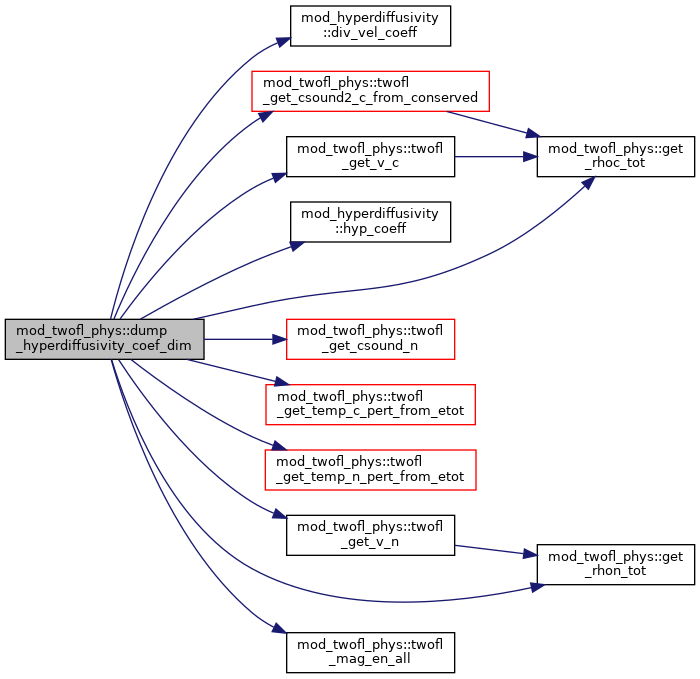 mod_hyperdiffusivity
::div_vel_coeff
mod_twofl_phys::twofl
_get_csound2_c_from_conserved
mod_twofl_phys::twofl
_get_v_c
mod_twofl_phys::get
_rhoc_tot
mod_hyperdiffusivity
::hyp_coeff
mod_twofl_phys::dump
_hyperdiffusivity_coef_dim
mod_twofl_phys::twofl
_get_csound_n
mod_twofl_phys::twofl
_get_temp_c_pert_from_etot
mod_twofl_phys::twofl
_get_temp_n_pert_from_etot
mod_twofl_phys::twofl
_get_v_n
mod_twofl_phys::get
_rhon_tot
mod_twofl_phys::twofl
_mag_en_all